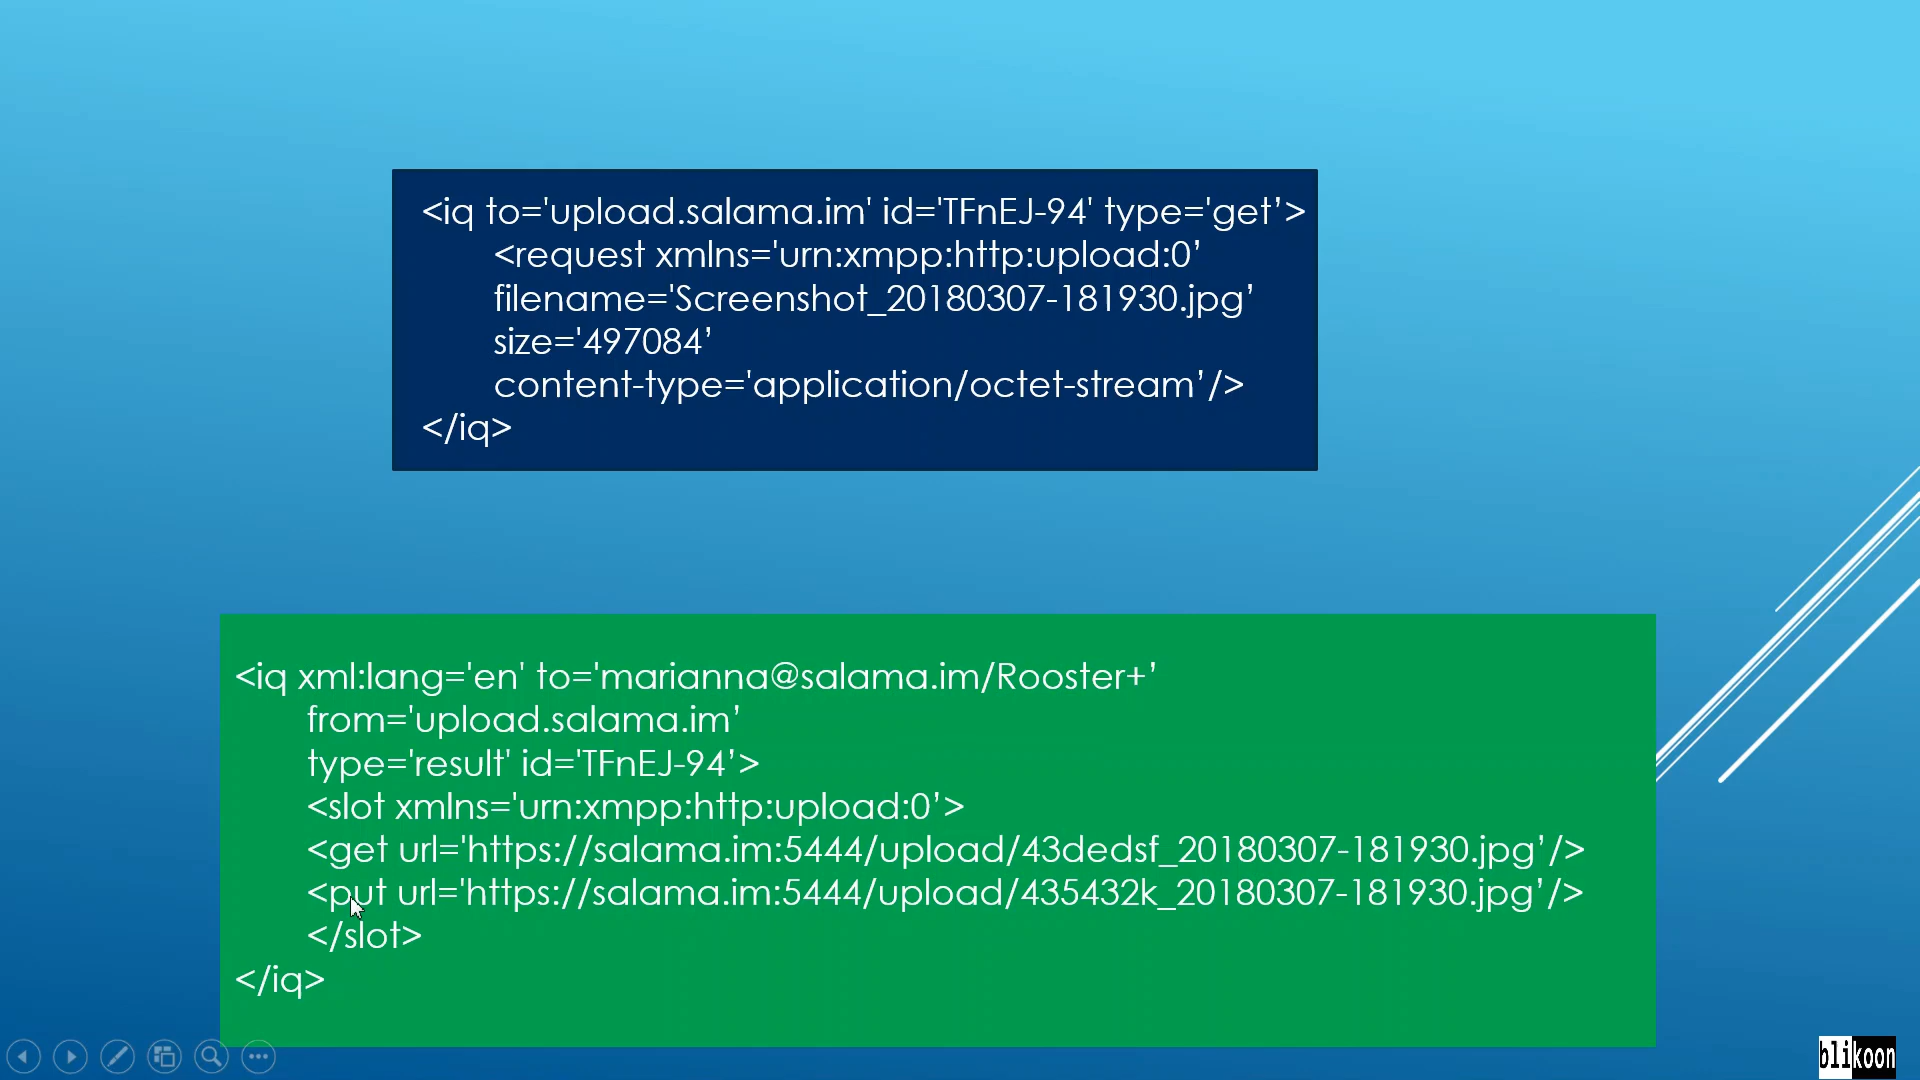 <iq to='upload.salama.im' id='TFnEJ-94' type='get’>
<request xmlns='urn:xmpp:http:upload:0’
filename='Screenshot_20180307-181930.jpg’
size='497084’
content-type='application/octet-stream’/>
</iq>
<iq xml:lang='en' to='marianna@salama.im/Rooster+’
from='upload.salama.im’
type='result' id='TFnEJ-94’>
<slot xmlns='urn:xmpp:http:upload:0’>
<get url='https://salama.im:5444/upload/43dedsf_20180307-181930.jpg’/>
<put url='https://salama.im:5444/upload/435432k_20180307-181930.jpg’/>
</slot>
</iq>
blikoon